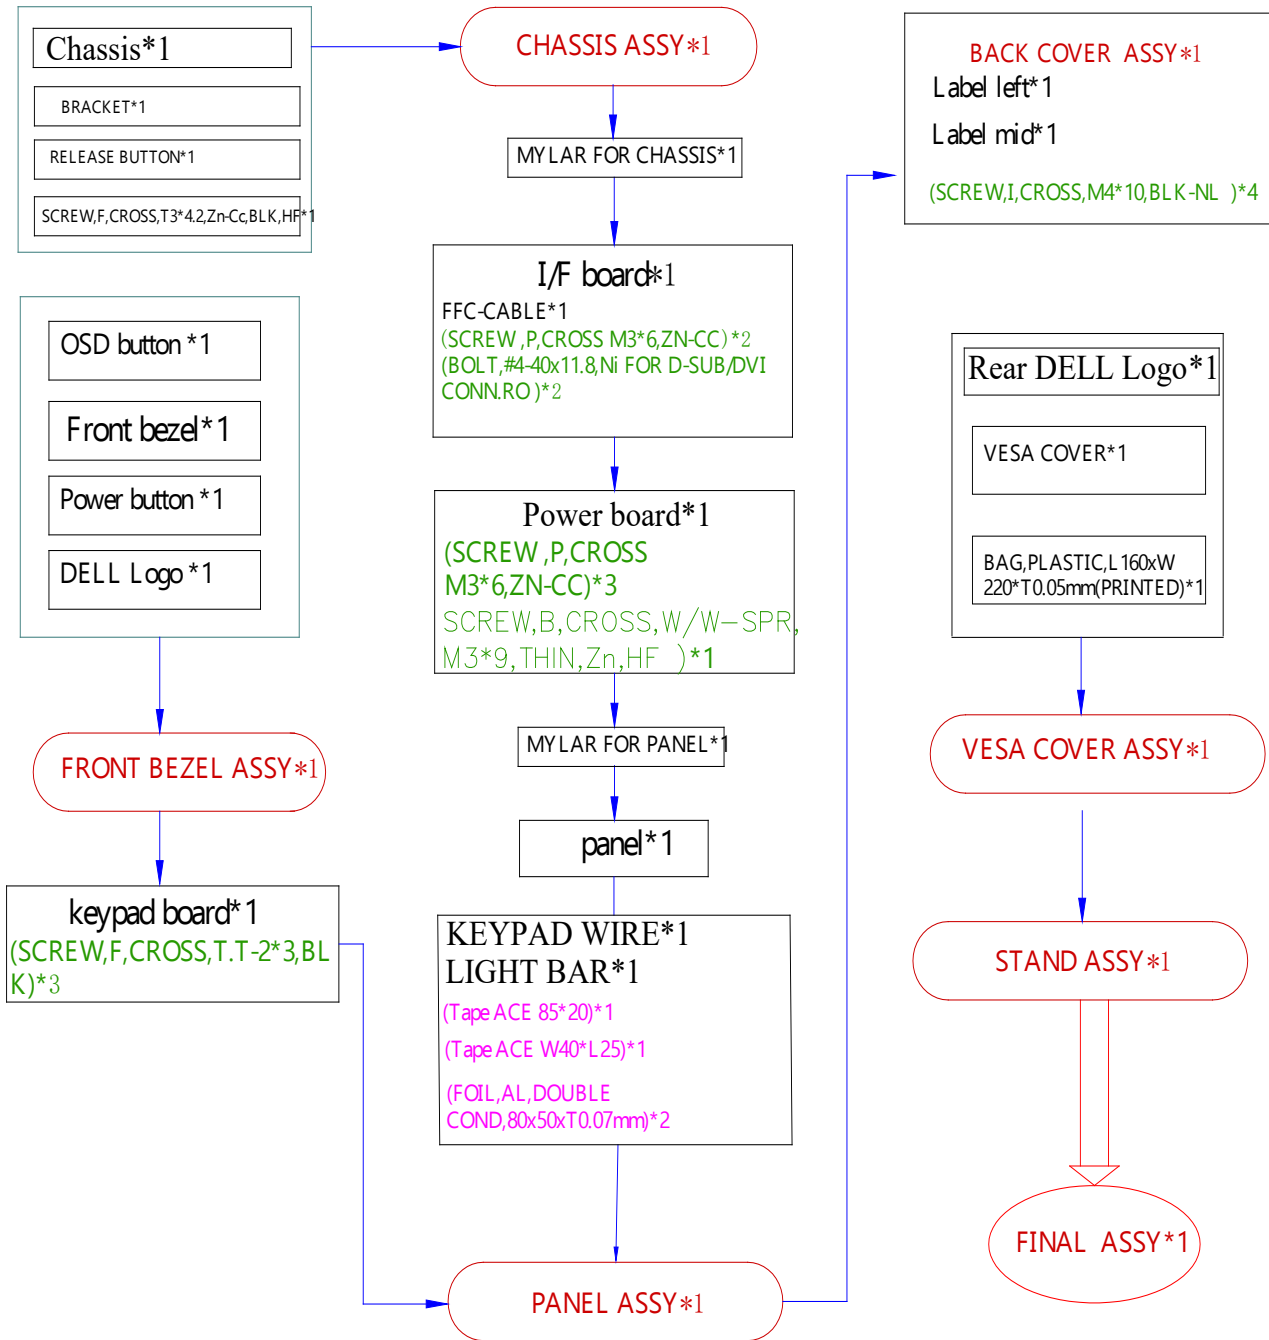 Chassis*1
BRACKET*1
RELEASE BUTTON*1
SCREW,F,CROSS,T3*4.2,Zn-Cc,BLK,HF*1
OSD button *1
Front bezel*1
Power button *1
DELL Logo *1
FRONT BEZEL ASSY*1
keypad board*1
(SCREW,F,CROSS,T.T-2*3,BL
K)*3
CHASSIS ASSY*1
MYLAR FOR CHASSIS*1
I/F board*1
FFC-CABLE*1
(SCREW ,P,CROSS M3*6,ZN-CC)*2
(BOLT,#4-40x11.8,Ni FOR D-SUB/DVI
CONN.RO )*2
Power board*1
(SCREW ,P,CROSS
M3*6,ZN-CC)*3
SCREW,B,CROSS,W/W-SPR,
M3*9,THIN,Zn,HF )*1
MYLAR FOR PANEL*1
panel*1
KEYPAD WIRE*1
LIGHT BAR*1
(Tape ACE 85*20)*1
(Tape ACE W40*L25)*1
(FOIL,AL,DOUBLE
COND,80x50xT0.07mm)*2
PANEL ASSY*1
BACK COVER ASSY*1
Label left*1
Label mid*1
(SCREW,I,CROSS,M4*10,BLK-NL )*4
Rear DELL Logo*1
VESA COVER*1
BAG,PLASTIC,L160xW
220*T0.05mm(PRINTED)*1
VESA COVER ASSY*1
STAND ASSY*1
FINAL ASSY*1